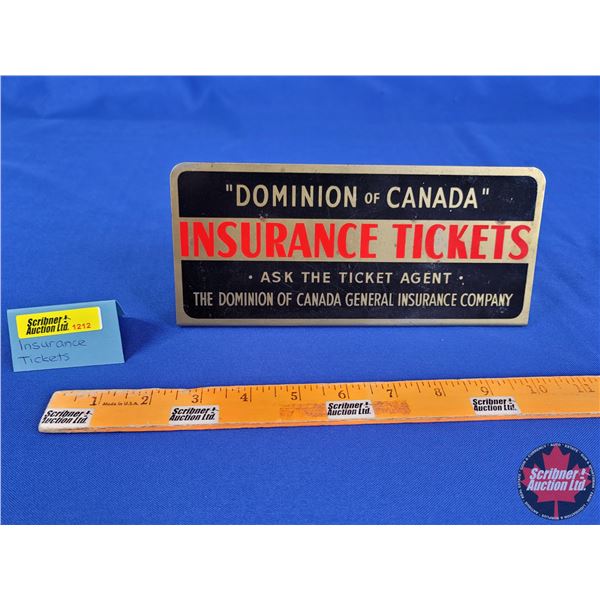 "DOMINION OF CANADA"
INSURANCE TICKETS
• ASK THE TICKET AGENT •
THE DOMINION OF CANADA GENERAL INSURANCE COMPANY
Scribner
Auction Ltd. 1212
Insurance
Tickets
1 MADE IN U.S.A. 2 3 4 5 6 7 8 9 10 11
Scribner
Auction Ltd.
Scribner
Auction Ltd.
Scribner
Auction Ltd.
Scribner
Auction Ltd.
Scribner
Auction Ltd.